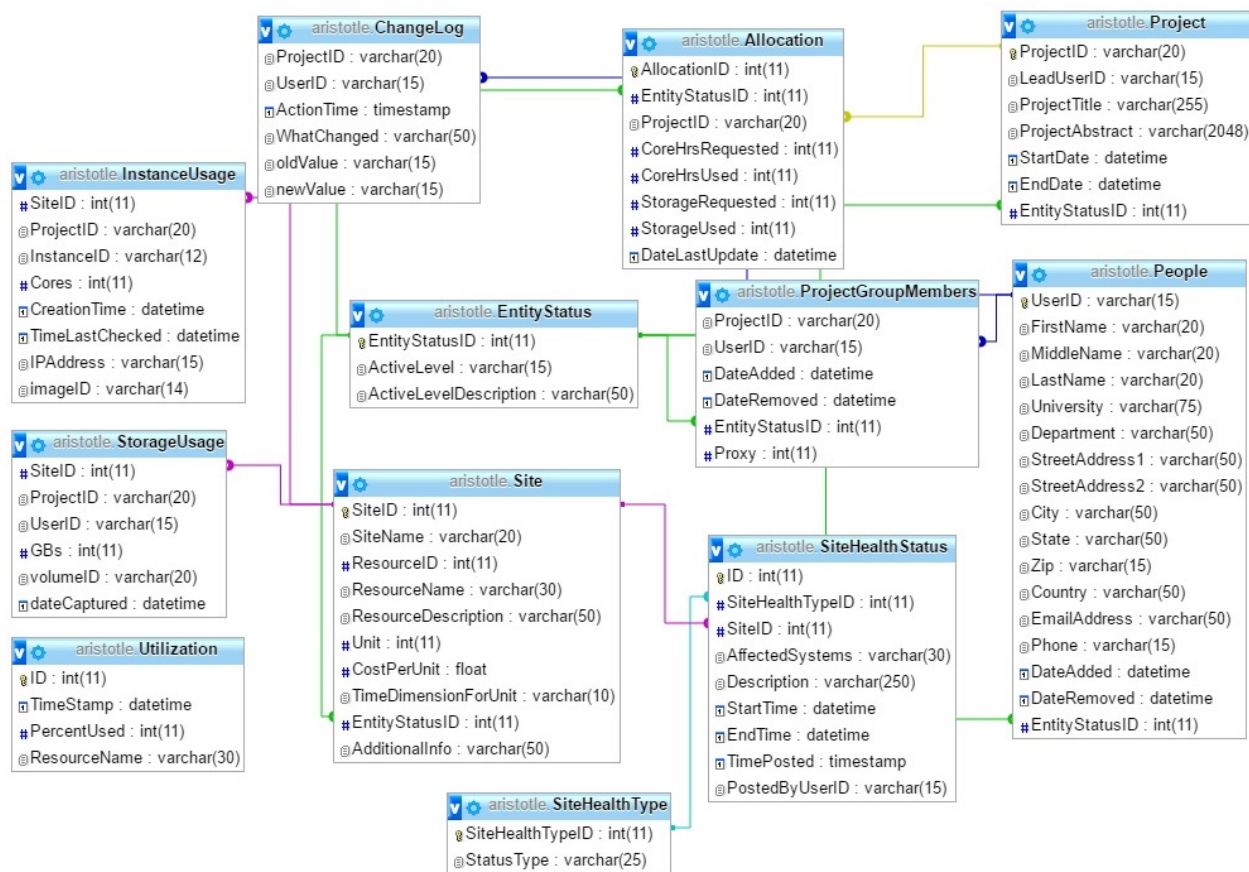 aristotle.ChangeLog
ProjectID : varchar(20)
UserID : varchar(15)
ActionTime : timestamp
WhatChanged : varchar(50)
oldValue : varchar(15)
newValue : varchar(15)
aristotle.Allocation
AllocationID : int(11)
EntityStatusID : int(11)
ProjectID : varchar(20)
CoreHrsRequested : int(11)
CoreHrsUsed : int(11)
StorageRequested : int(11)
StorageUsed : int(11)
DateLastUpdate : datetime
aristotle.Project
ProjectID : varchar(20)
LeadUserID : varchar(15)
ProjectTitle : varchar(255)
ProjectAbstract : varchar(2048)
StartDate : datetime
EndDate : datetime
EntityStatusID : int(11)
aristotle.InstanceUsage
SiteID : int(11)
ProjectID : varchar(20)
InstanceID : varchar(12)
Cores : int(11)
CreationTime : datetime
TimeLastChecked : datetime
IPAddress : varchar(15)
imageID : varchar(14)
aristotle.EntityStatus
EntityStatusID : int(11)
ActiveLevel : varchar(15)
ActiveLevelDescription : varchar(50)
aristotle.ProjectGroupMembers
ProjectID : varchar(20)
UserID : varchar(15)
DateAdded : datetime
DateRemoved : datetime
EntityStatusID : int(11)
Proxy : int(11)
aristotle.People
UserID : varchar(15)
FirstName : varchar(20)
MiddleName : varchar(20)
LastName : varchar(20)
University : varchar(75)
Department : varchar(50)
StreetAddress1 : varchar(50)
StreetAddress2 : varchar(50)
City : varchar(50)
State : varchar(50)
Zip : varchar(15)
Country : varchar(50)
EmailAddress : varchar(50)
Phone : varchar(15)
DateAdded : datetime
DateRemoved : datetime
EntityStatusID : int(11)
aristotle.StorageUsage
SiteID : int(11)
ProjectID : varchar(20)
UserID : varchar(15)
GBs : int(11)
volumeID : varchar(20)
dateCaptured : datetime
aristotle.Site
SiteID : int(11)
SiteName : varchar(20)
ResourceID : int(11)
ResourceName : varchar(30)
ResourceDescription : varchar(50)
Unit : int(11)
CostPerUnit : float
TimeDimensionForUnit : varchar(10)
EntityStatusID : int(11)
AdditionalInfo : varchar(50)
aristotle.SiteHealthStatus
ID : int(11)
SiteHealthTypeID : int(11)
SiteID : int(11)
AffectedSystems : varchar(30)
Description : varchar(250)
StartTime : datetime
EndTime : datetime
TimePosted : timestamp
PostedByUserID : varchar(15)
aristotle.Utilization
ID : int(11)
TimeStamp : datetime
PercentUsed : int(11)
ResourceName : varchar(30)
aristotle.SiteHealthType
SiteHealthTypeID : int(11)
StatusType : varchar(25)